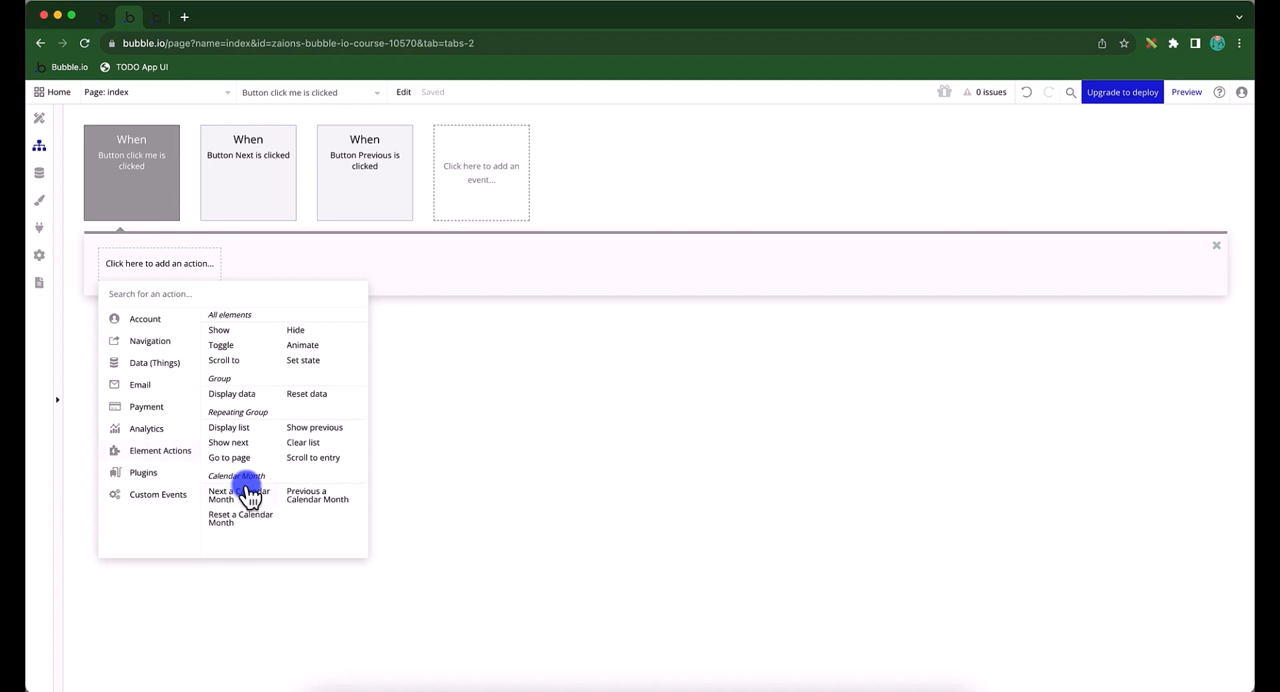 bubble.io/page?name=index&id=zaions-bubble-io-course-10570&tab=tabs-2
Bubble.io
TODO App UI
Home
Page: index
Button click me is clicked
Edit
Saved
0 issues
Upgrade to deploy
Preview
When
Button click me is
clicked
When
Button Next is clicked
When
Button Previous is
clicked
Click here to add an
event...
Click here to add an action...
Search for an action...
Account
Navigation
Data (Things)
Email
Payment
Analytics
Element Actions
Plugins
Custom Events
All elements
Show
Hide
Toggle
Animate
Scroll to
Set state
Group
Display data
Reset data
Repeating Group
Display list
Show previous
Show next
Clear list
Go to page
Scroll to entry
Calendar Month
Next a Calendar
Month
Previous a
Calendar Month
Reset a Calendar
Month